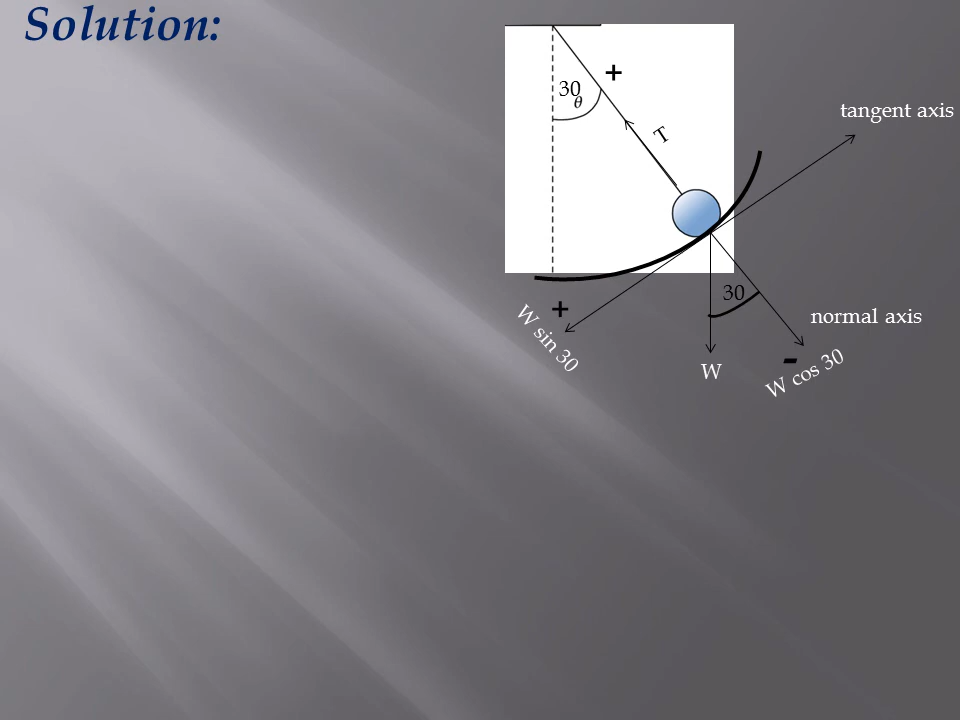 Solution:
+
30
θ
T
tangent axis
30
+
normal axis
W sin 30
-
W
W cos 30